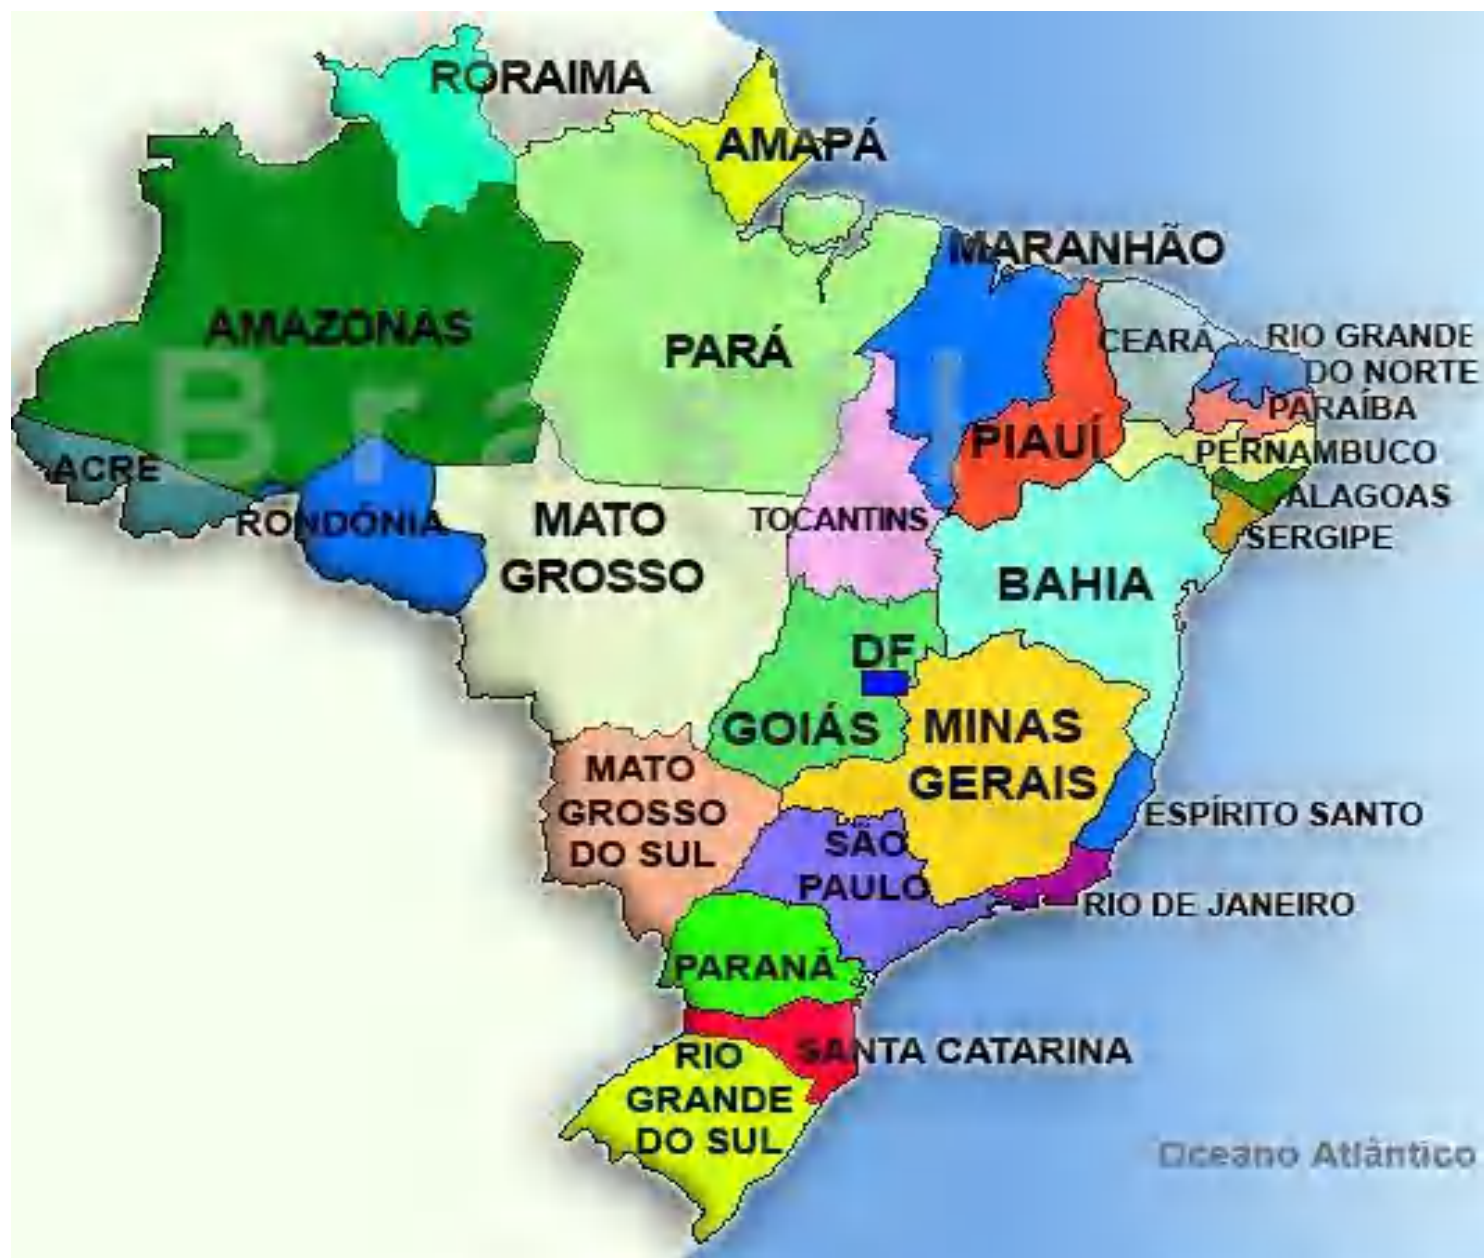 RORAIMA
AMAPÁ
MARANHÃO
AMAZONAS
PARÁ
CEARÁ
RIO GRANDE
DO NORTE
PARAÍBA
PIAUÍ
PERNAMBUCO
Brasil
ACRE
ALAGOAS
RONDÔNIA
MATO
GROSSO
TOCANTINS
SERGIPE
BAHIA
DF
GOIÁS
MINAS
GERAIS
MATO
GROSSO
DO SUL
ESPÍRITO SANTO
SÃO
PAULO
RIO DE JANEIRO
PARANÁ
SANTA CATARINA
RIO
GRANDE
DO SUL
Oceano Atlântico